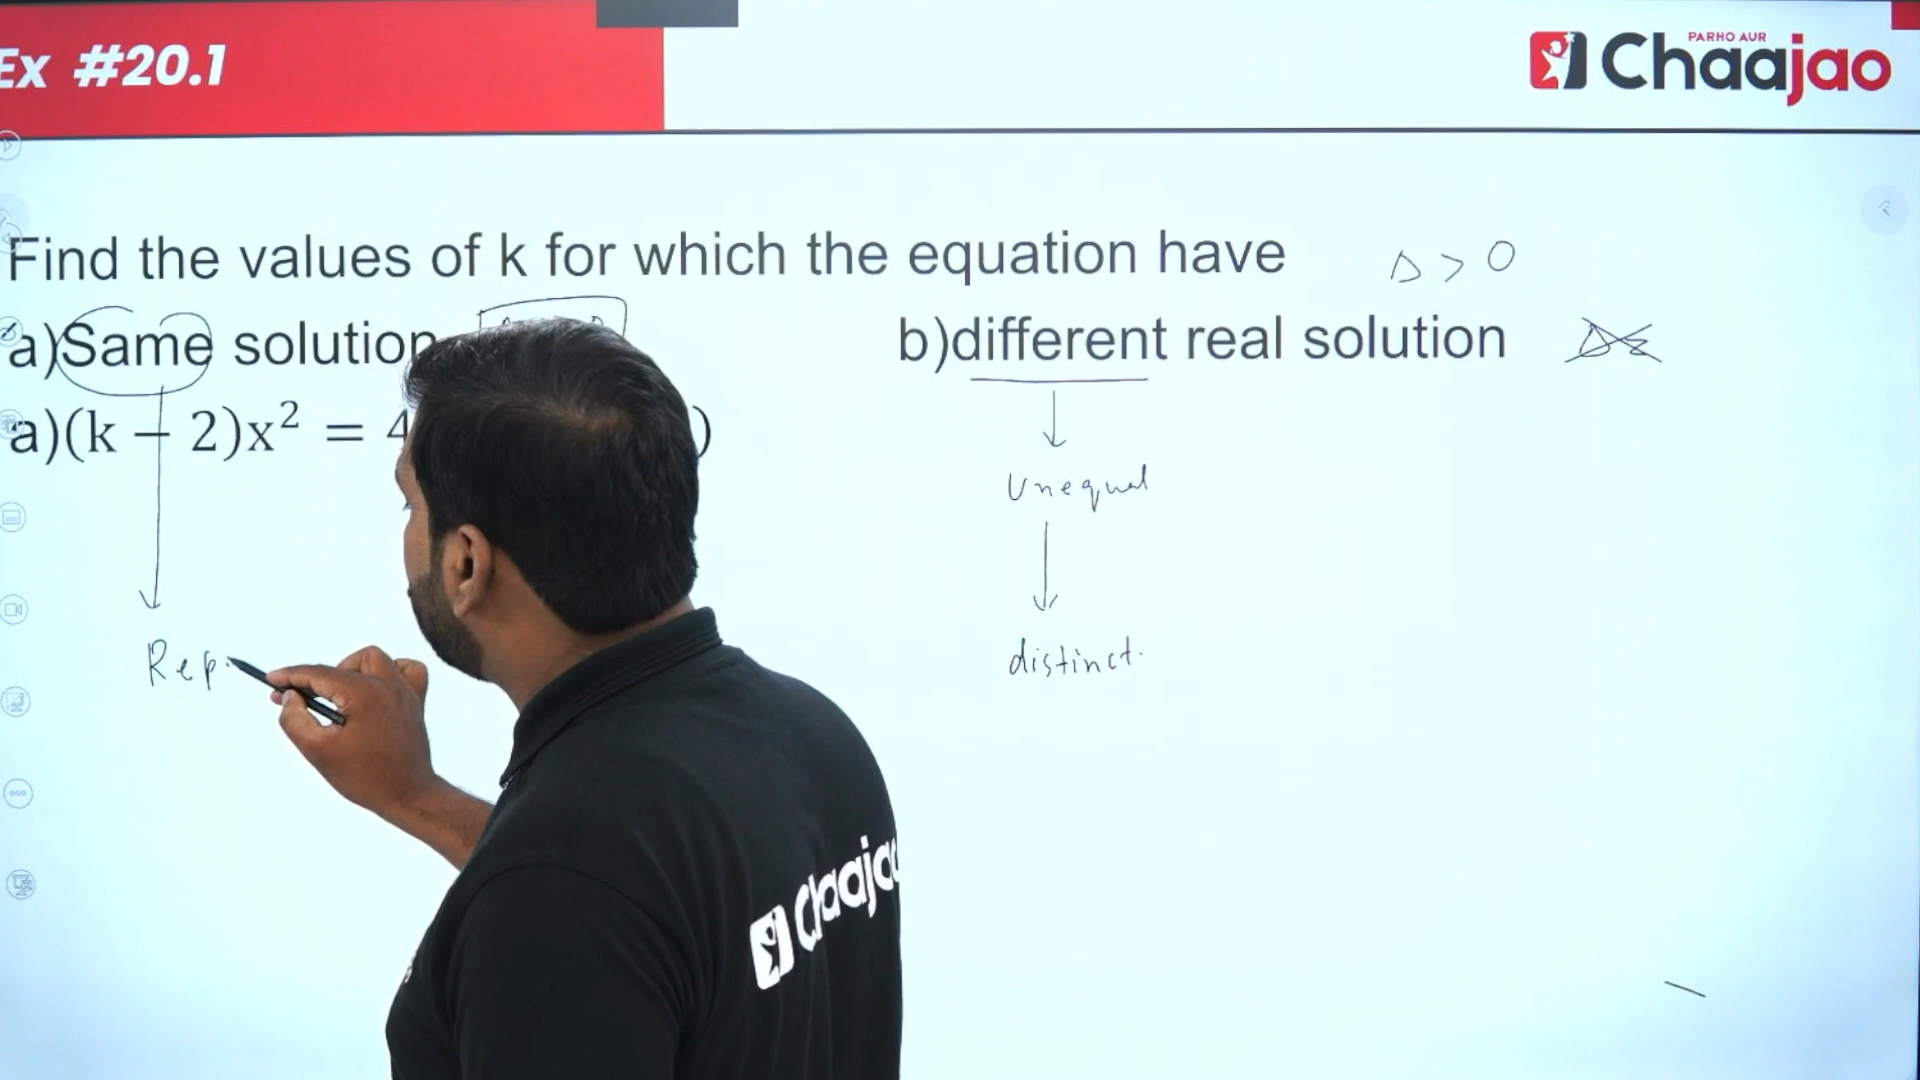 Ex #20.1
PARHO AUR
Chaajao
Find the values of k for which the equation have
Δ > 0
a)Same solution
b)different real solution
a)(k − 2)x² = 4
)
Unequal
distinct.
Rep
Chaajao